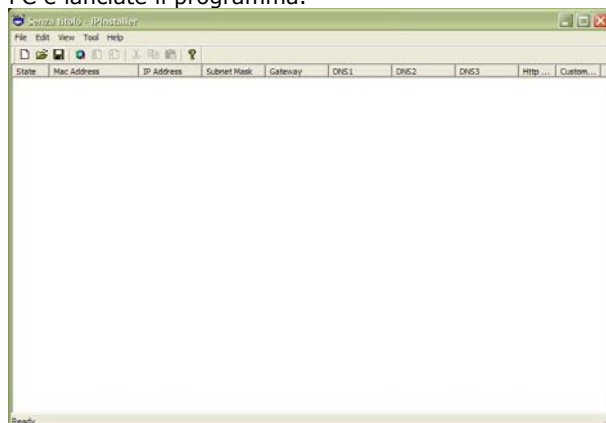 PC e lanciate il programma.
Senza titolo - IPInstaller
File Edit View Tool Help
State Mac Address IP Address Subnet Mask Gateway DNS1 DNS2 DNS3 Http ... Custom...
Ready